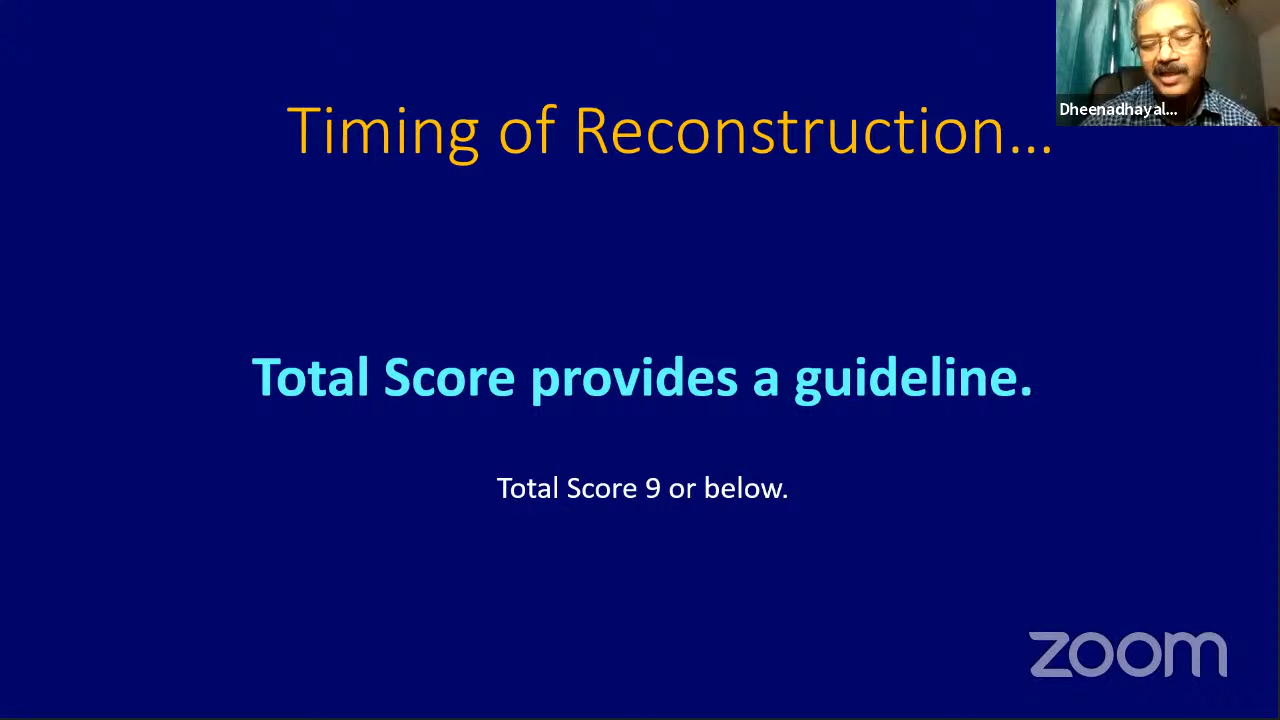 Timing of Reconstruction...
Dheenadhayal...
Total Score provides a guideline.
Total Score 9 or below.
zoom